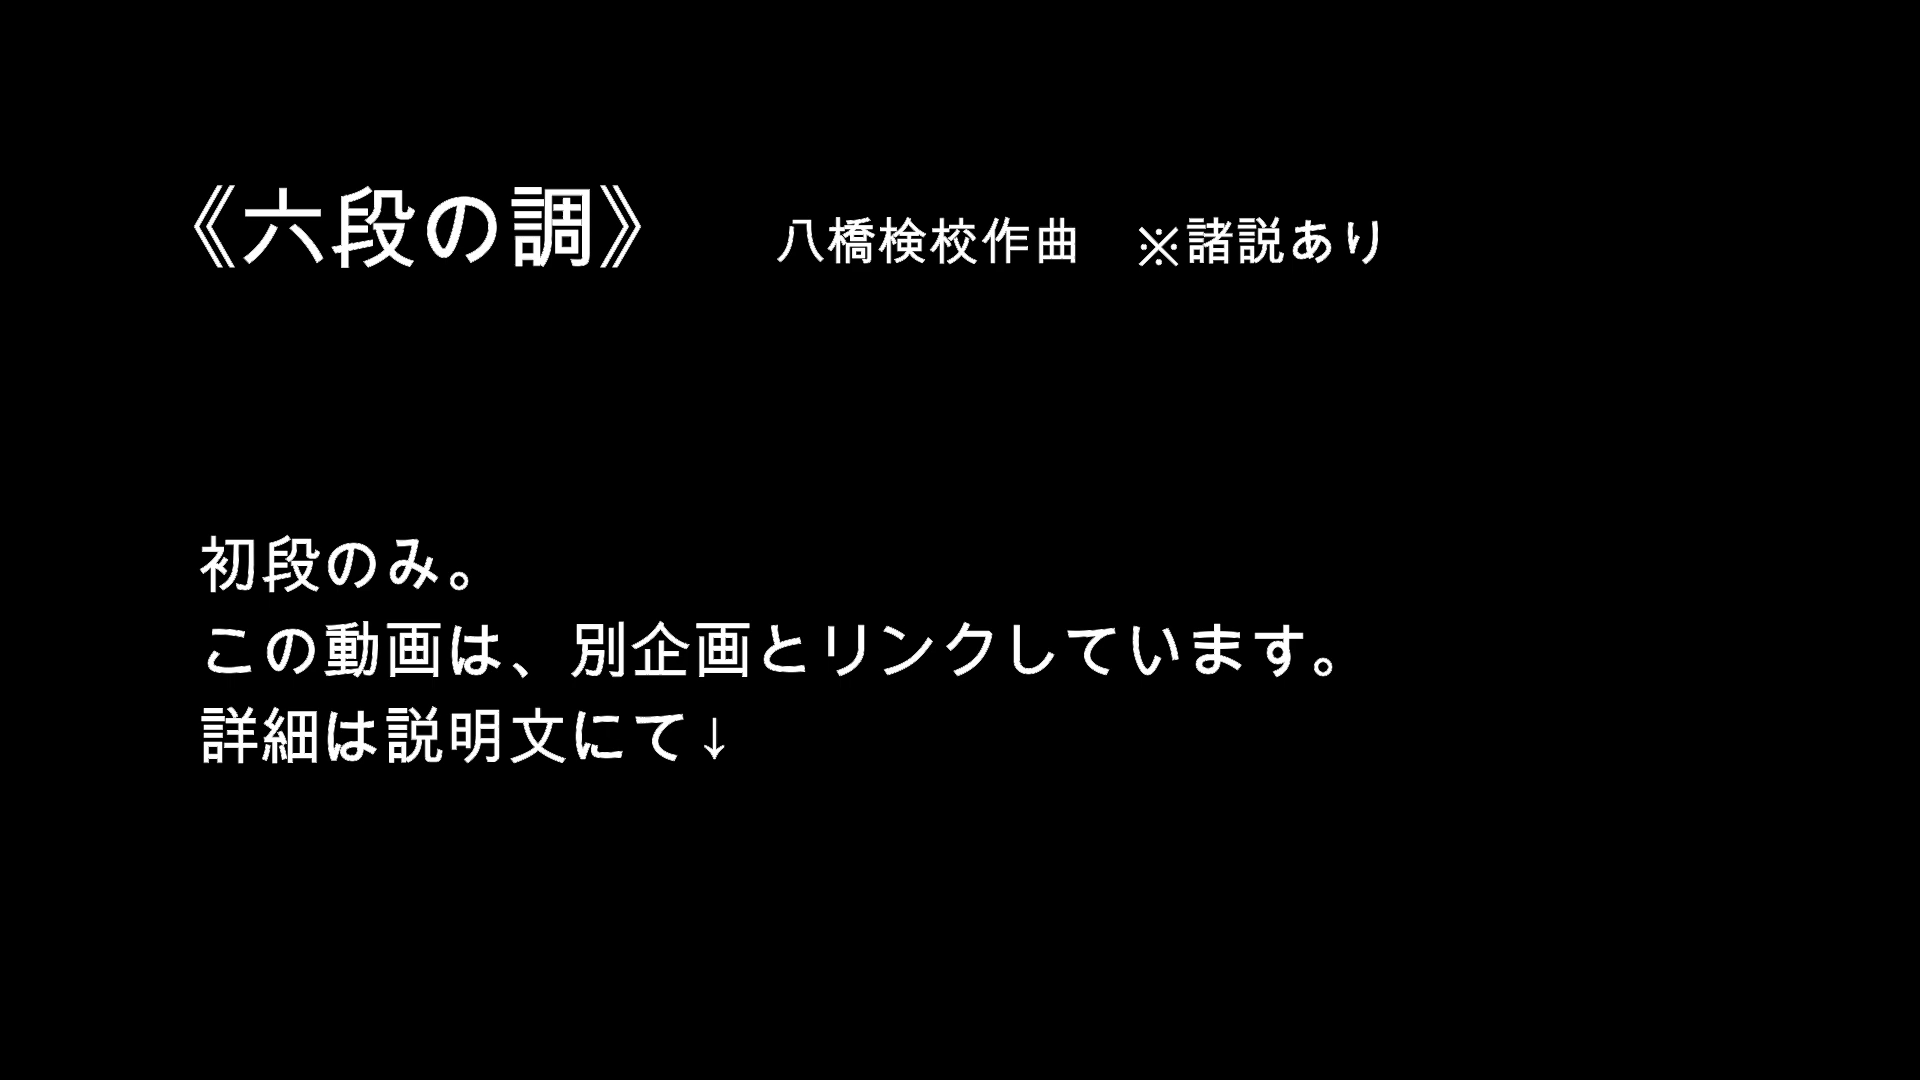 《六段の調》　八橋検校作曲　※諸説あり
初段のみ。
この動画は、別企画とリンクしています。
詳細は説明文にて↓